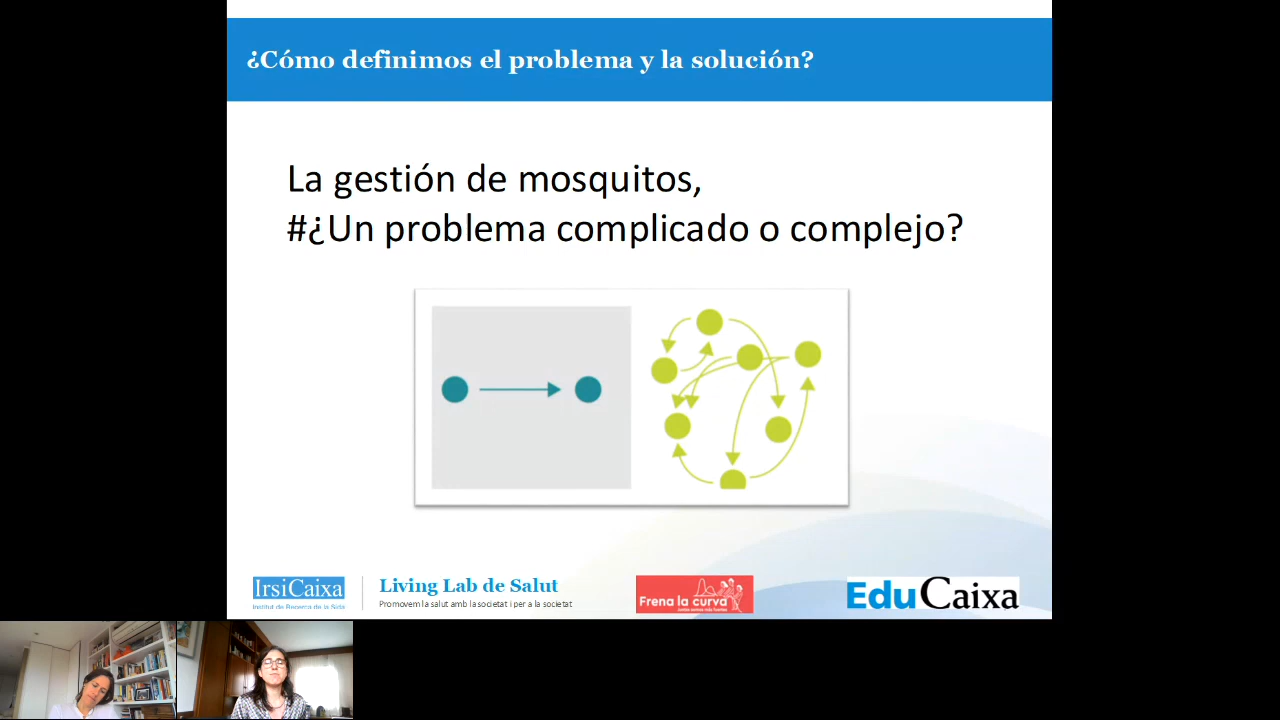 ¿Cómo definimos el problema y la solución?
La gestión de mosquitos,
#¿Un problema complicado o complejo?
IrsiCaixa
Institut de Recerca de la Sida
Living Lab de Salut
Promovem la salut amb la societat i per a la societat
Frena la curva
EduCaixa